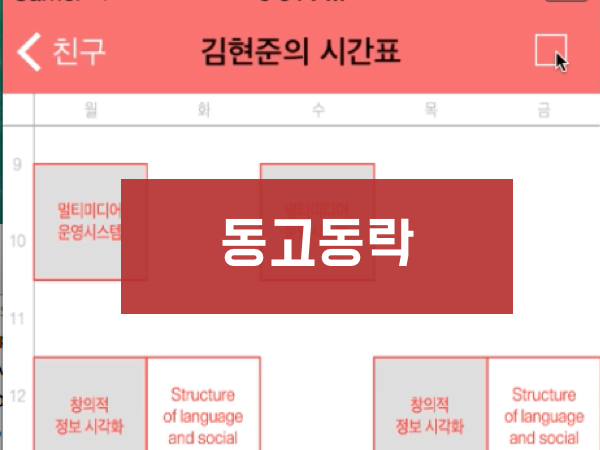 친구
김현준의 시간표
월 화 수 목 금
9
멀티미디어
운영시스템
동고동락
10
11
12
창의적
정보 시각화
Structure
of language
and social
창의적
정보 시각화
Structure
of language
and social